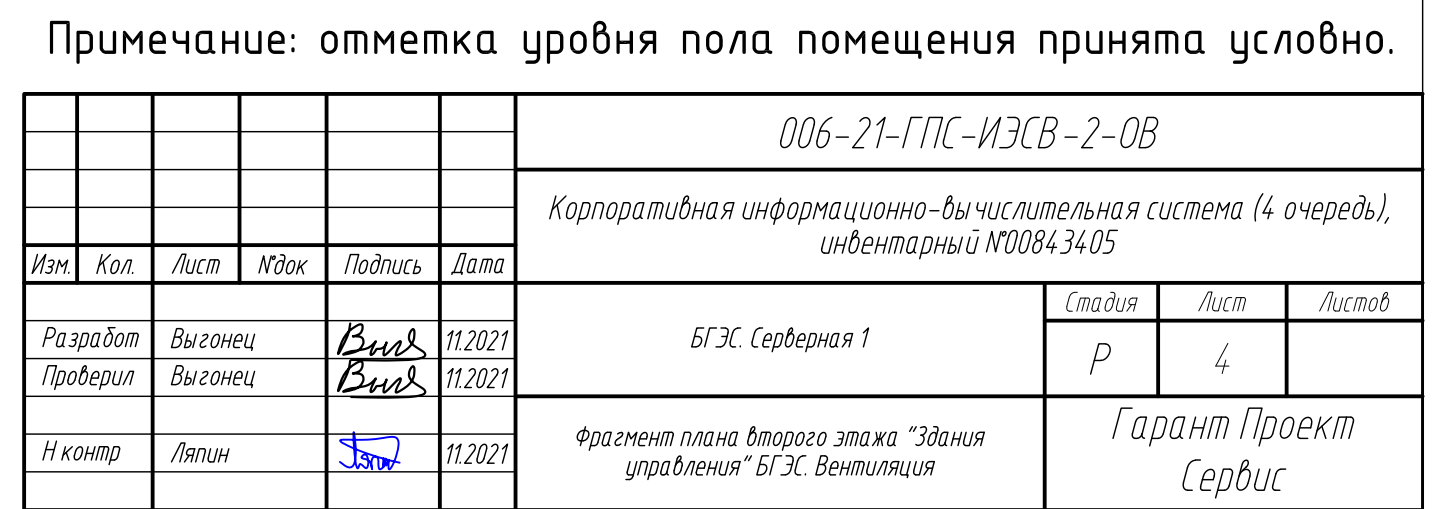 Примечание: отметка уровня пола помещения принята условно.
006-21-ГПС-ИЭСВ-2-ОВ
Корпоративная информационно-вычислительная система (4 очередь),
инвентарный №00843405
Изм. Кол. Лист №док Подпись Дата
Стадия Лист Листов
Разработ Выгонец Выг 11.2021
БГЭС. Серверная 1
Р 4
Проверил Выгонец Выг 11.2021
Фрагмент плана второго этажа "Здания
управления" БГЭС. Вентиляция
Гарант Проект
Сервис
Н контр Ляпин Ляпин 11.2021